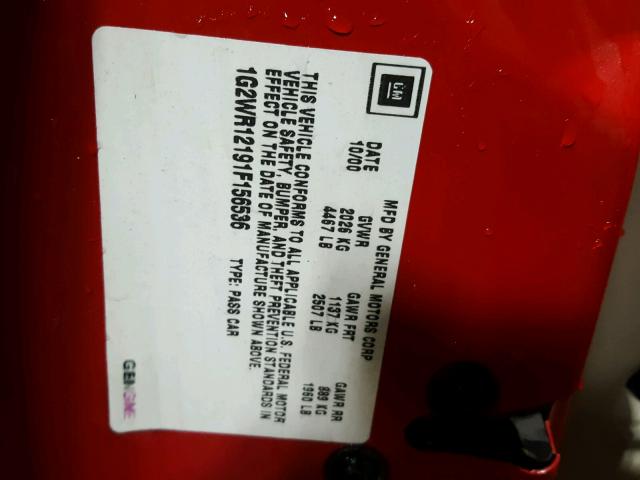 GM
MFD BY GENERAL MOTORS CORP
DATE GVWR GAWR FRT GAWR RR
10/00 2026 KG 1137 KG 889 KG
4467 LB 2507 LB 1960 LB
THIS VEHICLE CONFORMS TO ALL APPLICABLE U.S. FEDERAL MOTOR
VEHICLE SAFETY, BUMPER, AND THEFT PREVENTION STANDARDS IN
EFFECT ON THE DATE OF MANUFACTURE SHOWN ABOVE.
1G2WR12191F156536 TYPE: PASS CAR